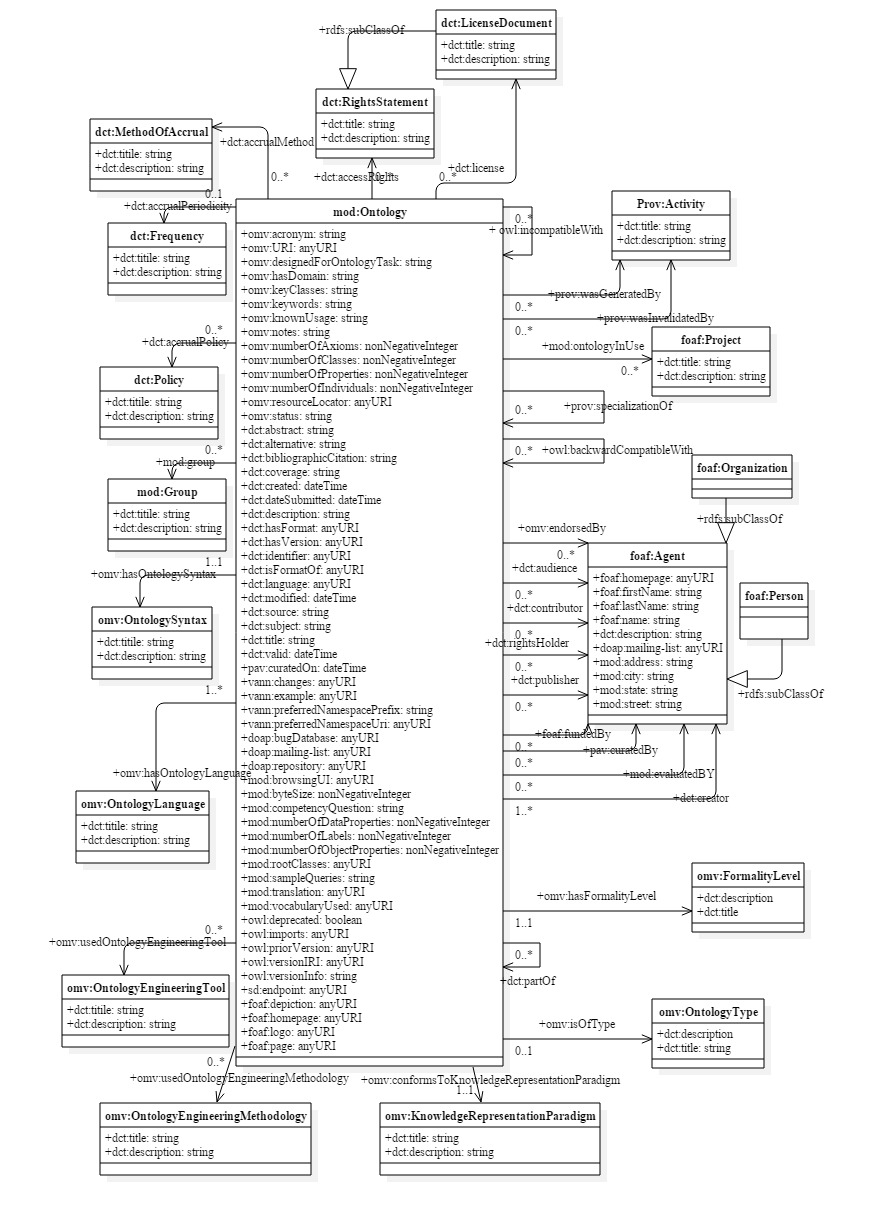 dct:LicenseDocument
+dct:title: string
+dct:description: string
+rdfs:subClassOf
dct:RightsStatement
+dct:title: string
+dct:description: string
dct:MethodOfAccrual
+dct:titile: string
+dct:description: string
+dct:accrualMethod
0..*
+dct:accessRights
0..*
+dct:license
0..*
0..1
+dct:accrualPeriodicity
dct:Frequency
+dct:titile: string
+dct:description: string
0..*
+dct:accrualPolicy
dct:Policy
+dct:titile: string
+dct:description: string
0..*
+mod:group
mod:Group
+dct:titile: string
+dct:description: string
1..1
+omv:hasOntologySyntax
omv:OntologySyntax
+dct:titile: string
+dct:description: string
1..*
+omv:hasOntologyLanguage
omv:OntologyLanguage
+dct:titile: string
+dct:description: string
0..*
+omv:usedOntologyEngineeringTool
omv:OntologyEngineeringTool
+dct:titile: string
+dct:description: string
0..*
+omv:usedOntologyEngineeringMethodology
omv:OntologyEngineeringMethodology
+dct:title: string
+dct:description: string
mod:Ontology
+omv:acronym: string
+omv:URI: anyURI
+omv:designedForOntologyTask: string
+omv:hasDomain: string
+omv:keyClasses: string
+omv:keywords: string
+omv:knownUsage: string
+omv:notes: string
+omv:numberOfAxioms: nonNegativeInteger
+omv:numberOfClasses: nonNegativeInteger
+omv:numberOfProperties: nonNegativeInteger
+omv:numberOfIndividuals: nonNegativeInteger
+omv:resourceLocator: anyURI
+omv:status: string
+dct:abstract: string
+dct:alternative: string
+dct:bibliographicCitation: string
+dct:coverage: string
+dct:created: dateTime
+dct:dateSubmitted: dateTime
+dct:description: string
+dct:hasFormat: anyURI
+dct:hasVersion: anyURI
+dct:identifier: anyURI
+dct:isFormatOf: anyURI
+dct:language: anyURI
+dct:modified: dateTime
+dct:source: string
+dct:subject: string
+dct:title: string
+dct:valid: dateTime
+pav:curatedOn: dateTime
+vann:changes: anyURI
+vann:example: anyURI
+vann:preferredNamespacePrefix: string
+vann:preferredNamespaceUri: anyURI
+doap:bugDatabase: anyURI
+doap:mailing-list: anyURI
+doap:repository: anyURI
+mod:browsingUI: anyURI
+mod:byteSize: nonNegativeInteger
+mod:competencyQuestion: string
+mod:numberOfDataProperties: nonNegativeInteger
+mod:numberOfLabels: nonNegativeInteger
+mod:numberOfObjectProperties: nonNegativeInteger
+mod:rootClasses: anyURI
+mod:sampleQueries: string
+mod:translation: anyURI
+mod:vocabularyUsed: anyURI
+owl:deprecated: boolean
+owl:imports: anyURI
+owl:priorVersion: anyURI
+owl:versionIRI: anyURI
+owl:versionInfo: string
+sd:endpoint: anyURI
+foaf:depiction: anyURI
+foaf:homepage: anyURI
+foaf:logo: anyURI
+foaf:page: anyURI
+omv:conformsToKnowledgeRepresentationParadigm
1..1
omv:KnowledgeRepresentationParadigm
+dct:title: string
+dct:description: string
0..*
+ owl:incompatibleWith
Prov:Activity
+dct:title: string
+dct:description: string
+prov:wasGeneratedBy
0..*
+prov:wasInvalidatedBy
0..*
+mod:ontologyInUse
0..*
foaf:Project
+dct:title: string
+dct:description: string
0..*
+prov:specializationOf
0..*
+owl:backwardCompatibleWith
foaf:Organization
+rdfs:subClassOf
+omv:endorsedBy
0..*
+dct:audience
0..*
+dct:contributor
0..*
+dct:rightsHolder
0..*
+dct:publisher
0..*
foaf:Agent
+foaf:homepage: anyURI
+foaf:firstName: string
+foaf:lastName: string
+foaf:name: string
+dct:description: string
+doap:mailing-list: anyURI
+mod:address: string
+mod:city: string
+mod:state: string
+mod:street: string
foaf:Person
+rdfs:subClassOf
+foaf:fundedBy
0..*
+pav:curatedBy
0..*
+mod:evaluatedBY
0..*
+dct:creator
1..*
+omv:hasFormalityLevel
1..1
omv:FormalityLevel
+dct:description
+dct:title
0..*
+dct:partOf
+omv:isOfType
0..1
omv:OntologyType
+dct:description
+dct:title: string